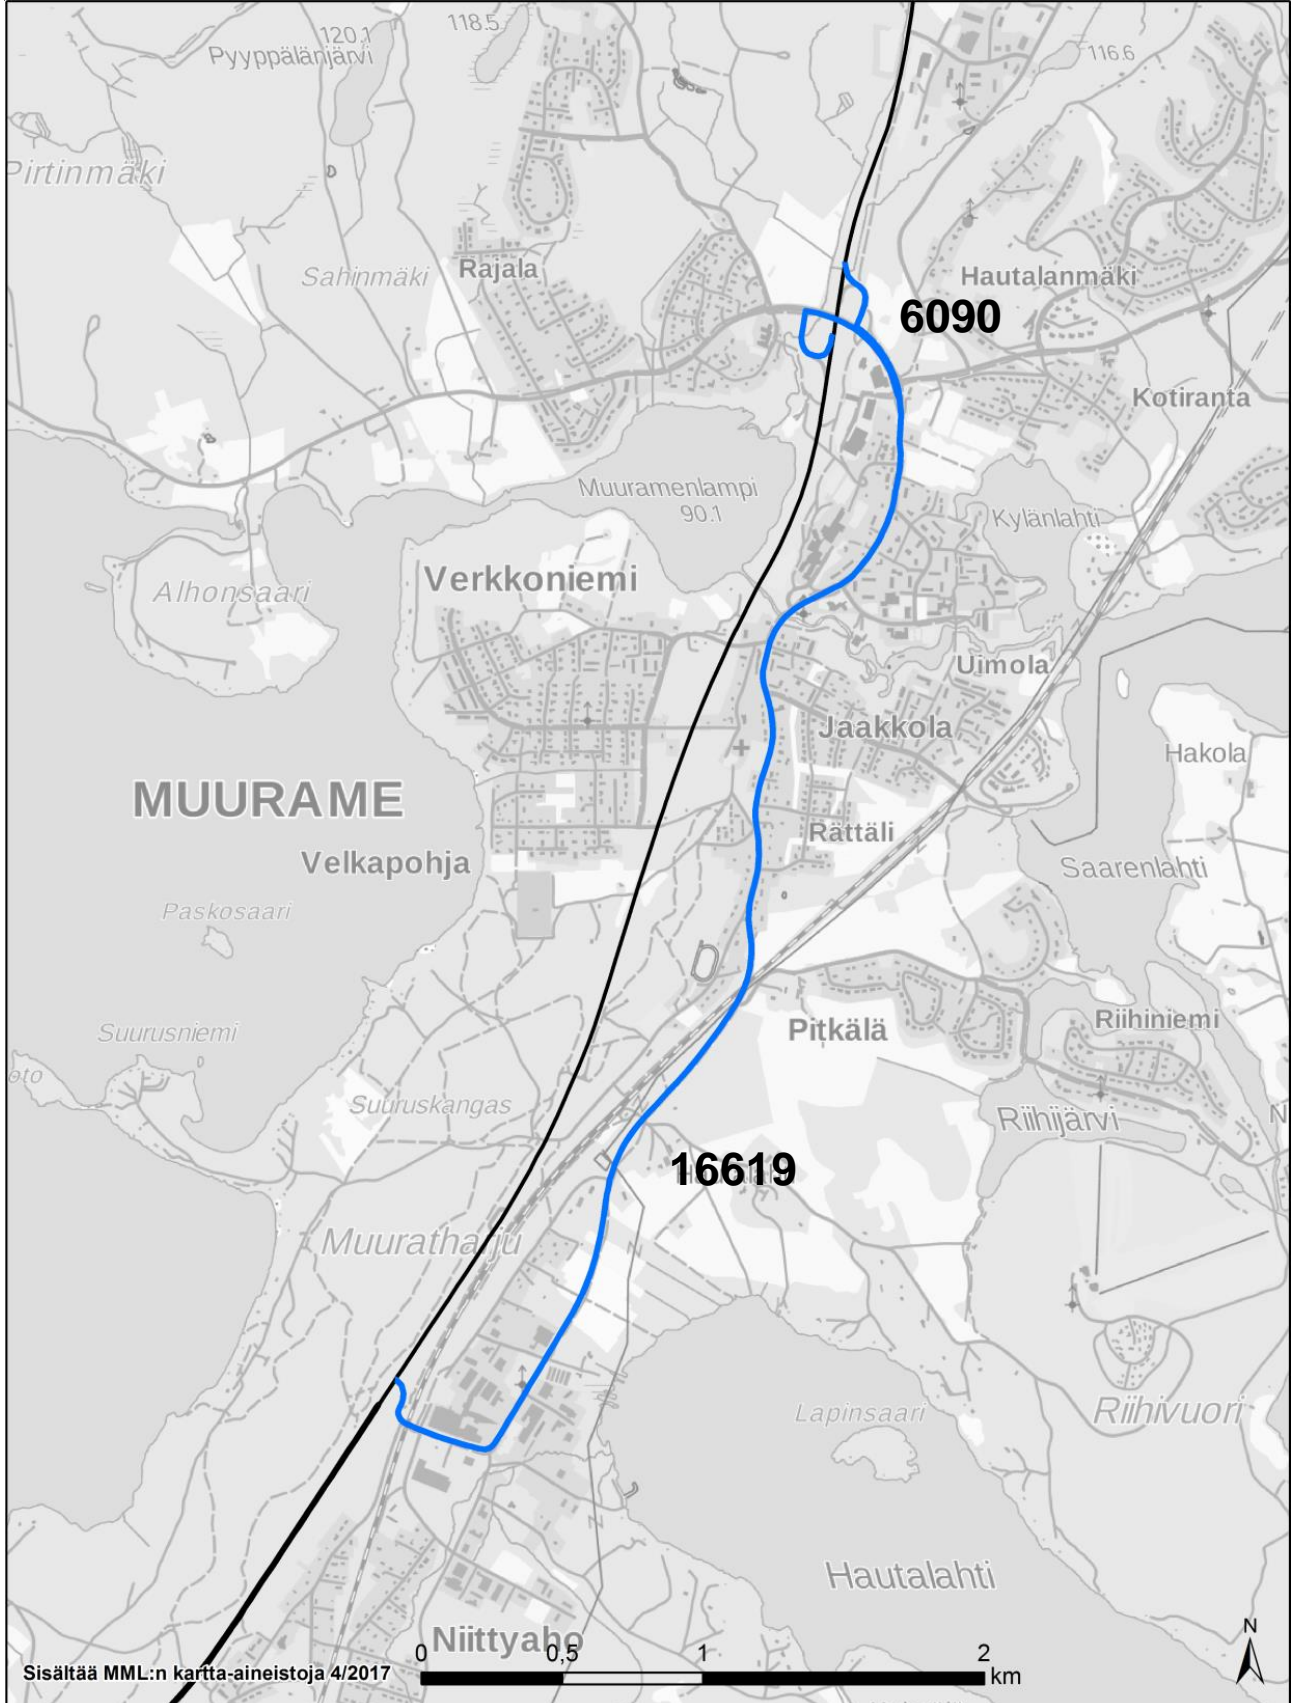 118.5
120.1
Pyyppälänjärvi
116.6
Pirtinmäki
Sahinmäki
Rajala
Hautalanmäki
6090
Kotiranta
Muuramenlampi
90.1
Kylänlahti
Verkkoniemi
Alhonsaari
Uimola
Jaakkola
Hakola
MUURAME
Rättäli
Velkapohja
Saarenlahti
Paskosaari
Suurusniemi
Pitkälä
Riihiniemi
oto
Suuruskangas
Riihijärvi
N
16619
Muuratharju
Lapinsaari
Riihivuori
Hautalahti
Niittyaho
N
0 0,5 1 2
km
Sisältää MML:n kartta-aineistoja 4/2017